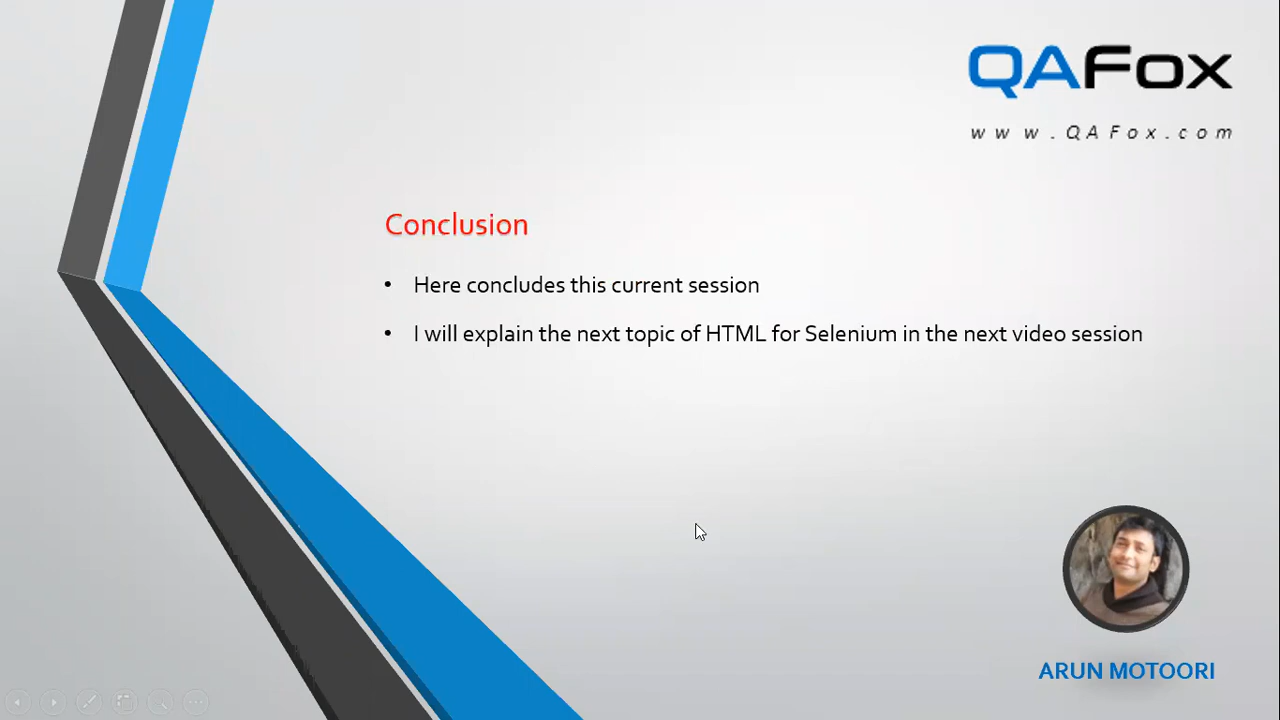 QAFox
www.QAFox.com
Conclusion
• Here concludes this current session
• I will explain the next topic of HTML for Selenium in the next video session
ARUN MOTOORI